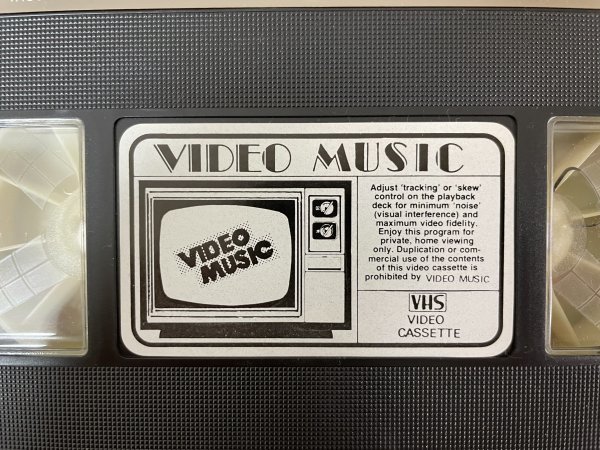 VIDEO MUSIC
VIDEO
MUSIC
Adjust 'tracking' or 'skew'
control on the playback
deck for minimum 'noise'
(visual interference) and
maximum video fidelity.
Enjoy this program for
private, home viewing
only. Duplication or com-
mercial use of the contents
of this video cassette is
prohibited by VIDEO MUSIC
VHS
VIDEO
CASSETTE